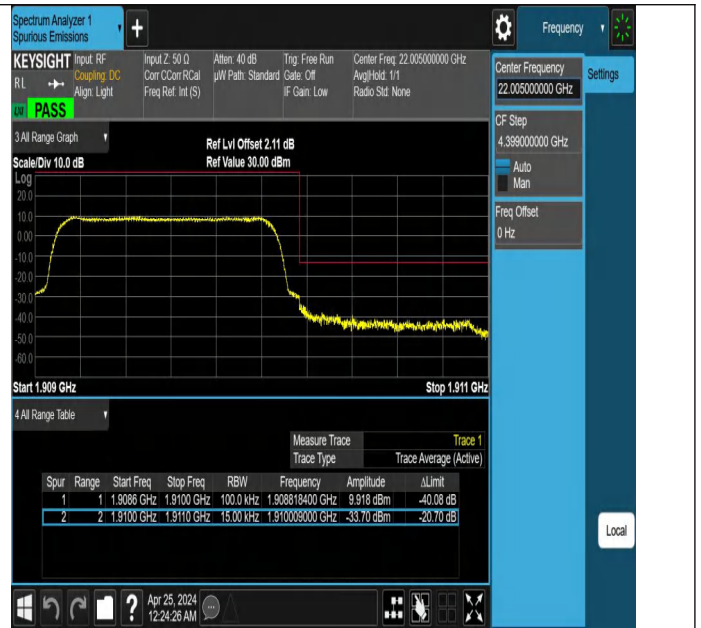 Spectrum Analyzer 1
Spurious Emissions
Frequency
KEYSIGHT
RL
Input: RF
Coupling: DC
Align: Light
Input Z: 50 Ω
Corr CCorr RCal
Freq Ref: Int (S)
Atten: 40 dB
µW Path: Standard
Trig: Free Run
Gate: Off
IF Gain: Low
Center Freq: 22.005000000 GHz
Avg|Hold: 1/1
Radio Std: None
PASS
3 All Range Graph
Ref Lvl Offset 2.11 dB
Scale/Div 10.0 dB
Ref Value 30.00 dBm
Log
20.0
10.0
0.00
-10.0
-20.0
-30.0
-40.0
-50.0
-60.0
Start 1.909 GHz
Stop 1.911 GHz
4 All Range Table
Measure Trace Trace 1
Trace Type Trace Average (Active)
Spur Range Start Freq Stop Freq RBW Frequency Amplitude ΔLimit
1 1 1.9086 GHz 1.9100 GHz 100.0 kHz 1.908818400 GHz 9.918 dBm -40.08 dB
2 2 1.9100 GHz 1.9110 GHz 15.00 kHz 1.910009000 GHz -33.70 dBm -20.70 dB
Center Frequency
22.005000000 GHz
Settings
CF Step
4.399000000 GHz
Auto
Man
Freq Offset
0 Hz
Local
?
Apr 25, 2024
12:24:26 AM